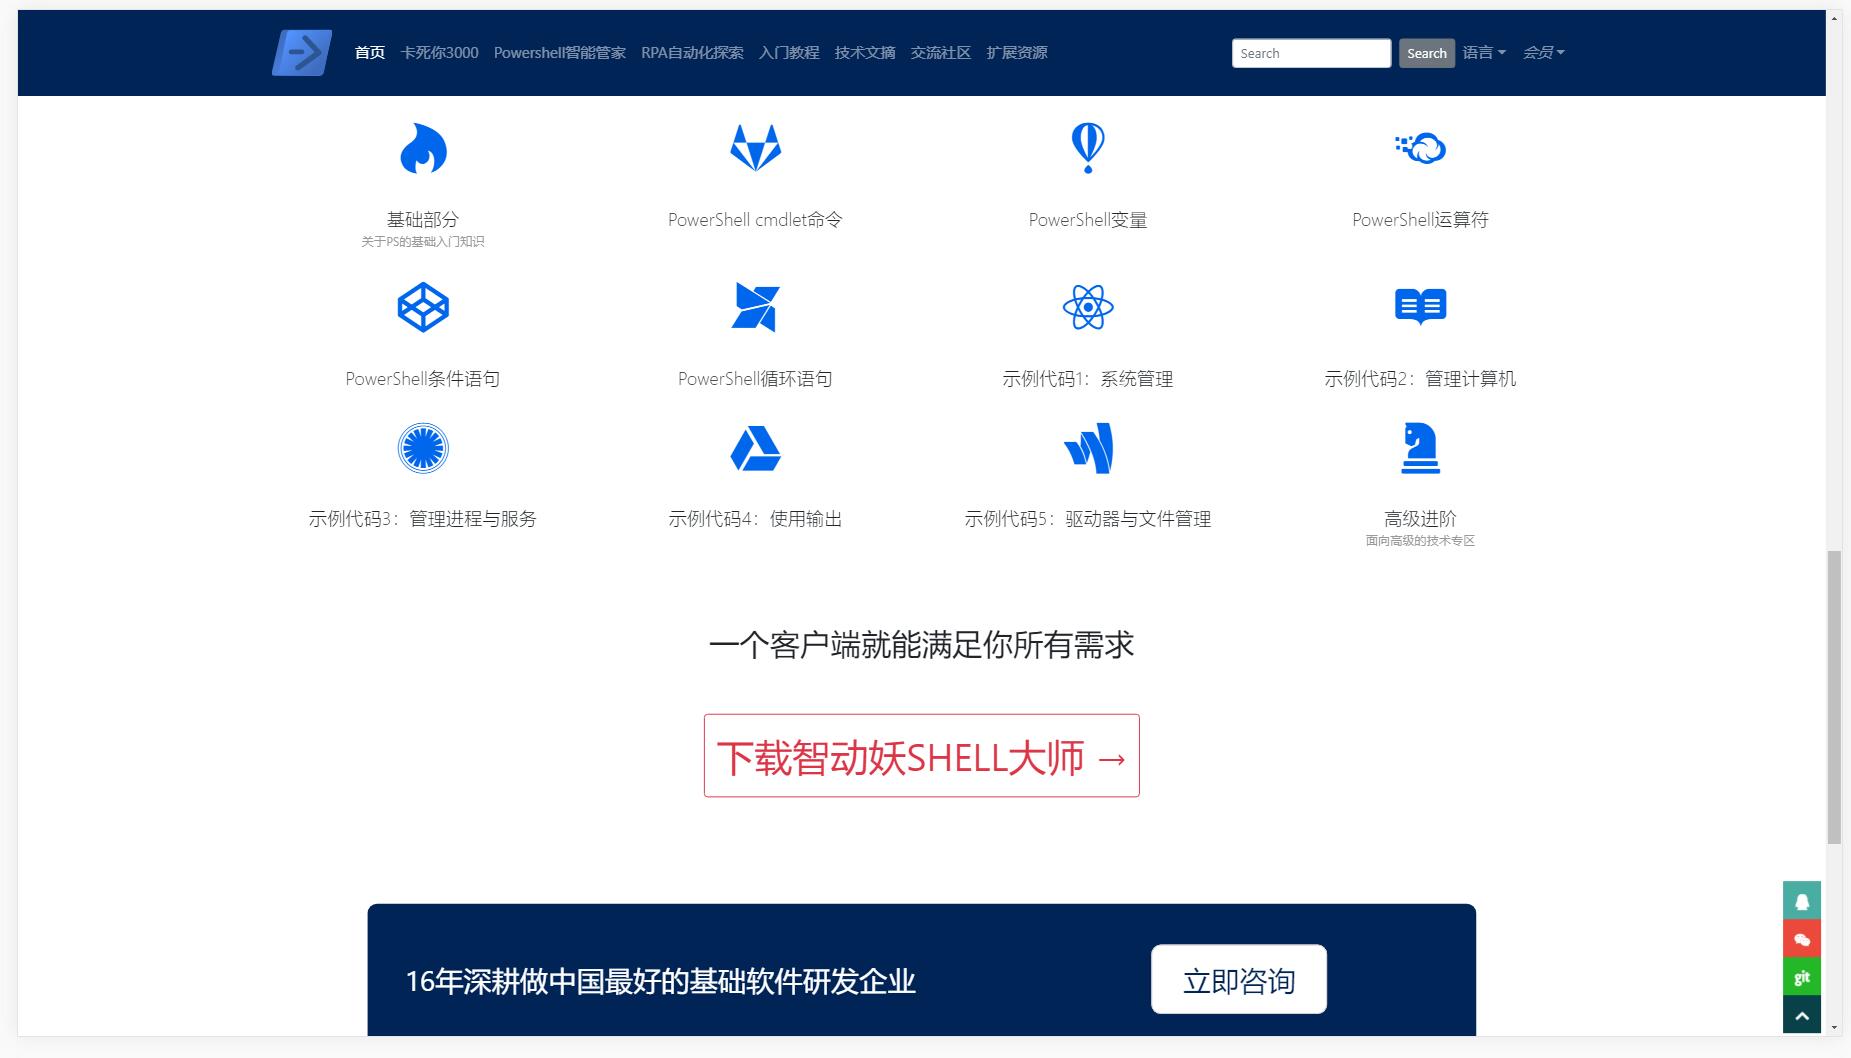 首页 卡死你3000 Powershell智能管家 RPA自动化探索 入门教程 技术文摘 交流社区 扩展资源 Search Search 语言 会员
基础部分 PowerShell cmdlet命令 PowerShell变量 PowerShell运算符
关于PS的基础入门知识
PowerShell条件语句 PowerShell循环语句 示例代码1：系统管理 示例代码2：管理计算机
示例代码3：管理进程与服务 示例代码4：使用输出 示例代码5：驱动器与文件管理 高级进阶
面向高级的技术专区
一个客户端就能满足你所有需求
下载智动妖SHELL大师 →
16年深耕做中国最好的基础软件研发企业 立即咨询
git